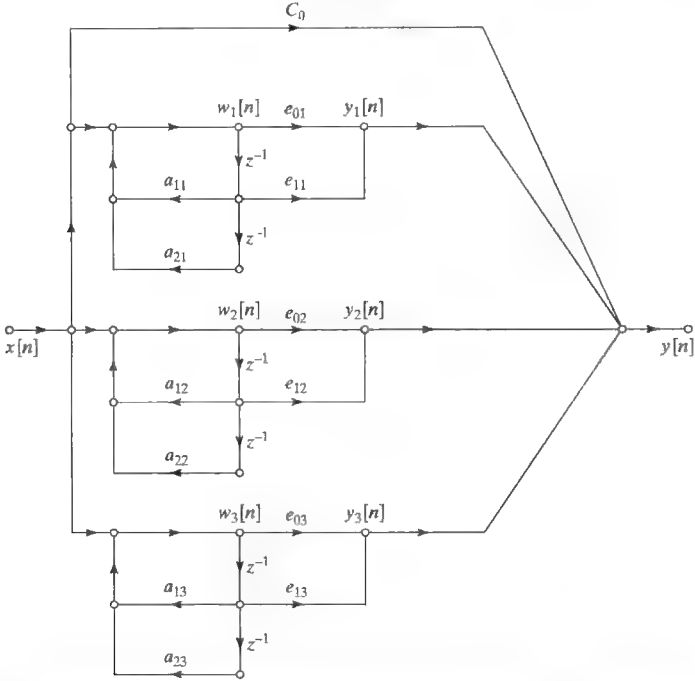 C₀
w₁[n] e₀₁ y₁[n]
z⁻¹
a₁₁ e₁₁
z⁻¹
a₂₁
w₂[n] e₀₂ y₂[n]
x[n] y[n]
z⁻¹
a₁₂ e₁₂
z⁻¹
a₂₂
w₃[n] e₀₃ y₃[n]
z⁻¹
a₁₃ e₁₃
z⁻¹
a₂₃